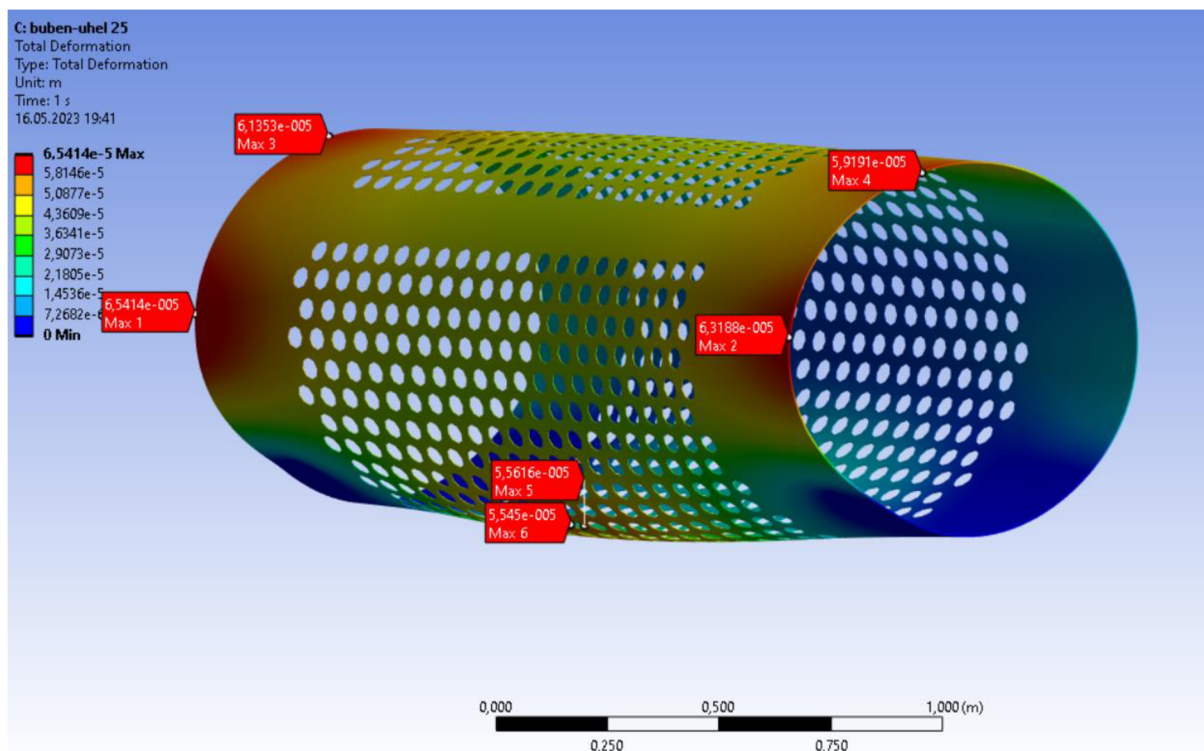 C: buben-uhel 25
Total Deformation
Type: Total Deformation
Unit: m
Time: 1 s
16.05.2023 19:41
6,5414e-5 Max
5,8146e-5
5,0877e-5
4,3609e-5
3,6341e-5
2,9073e-5
2,1805e-5
1,4536e-5
7,2682e-6
0 Min
6,1353e-005
Max 3
5,9191e-005
Max 4
6,5414e-005
Max 1
6,3188e-005
Max 2
5,5616e-005
Max 5
5,545e-005
Max 6
0,000 0,500 1,000 (m)
0,250 0,750